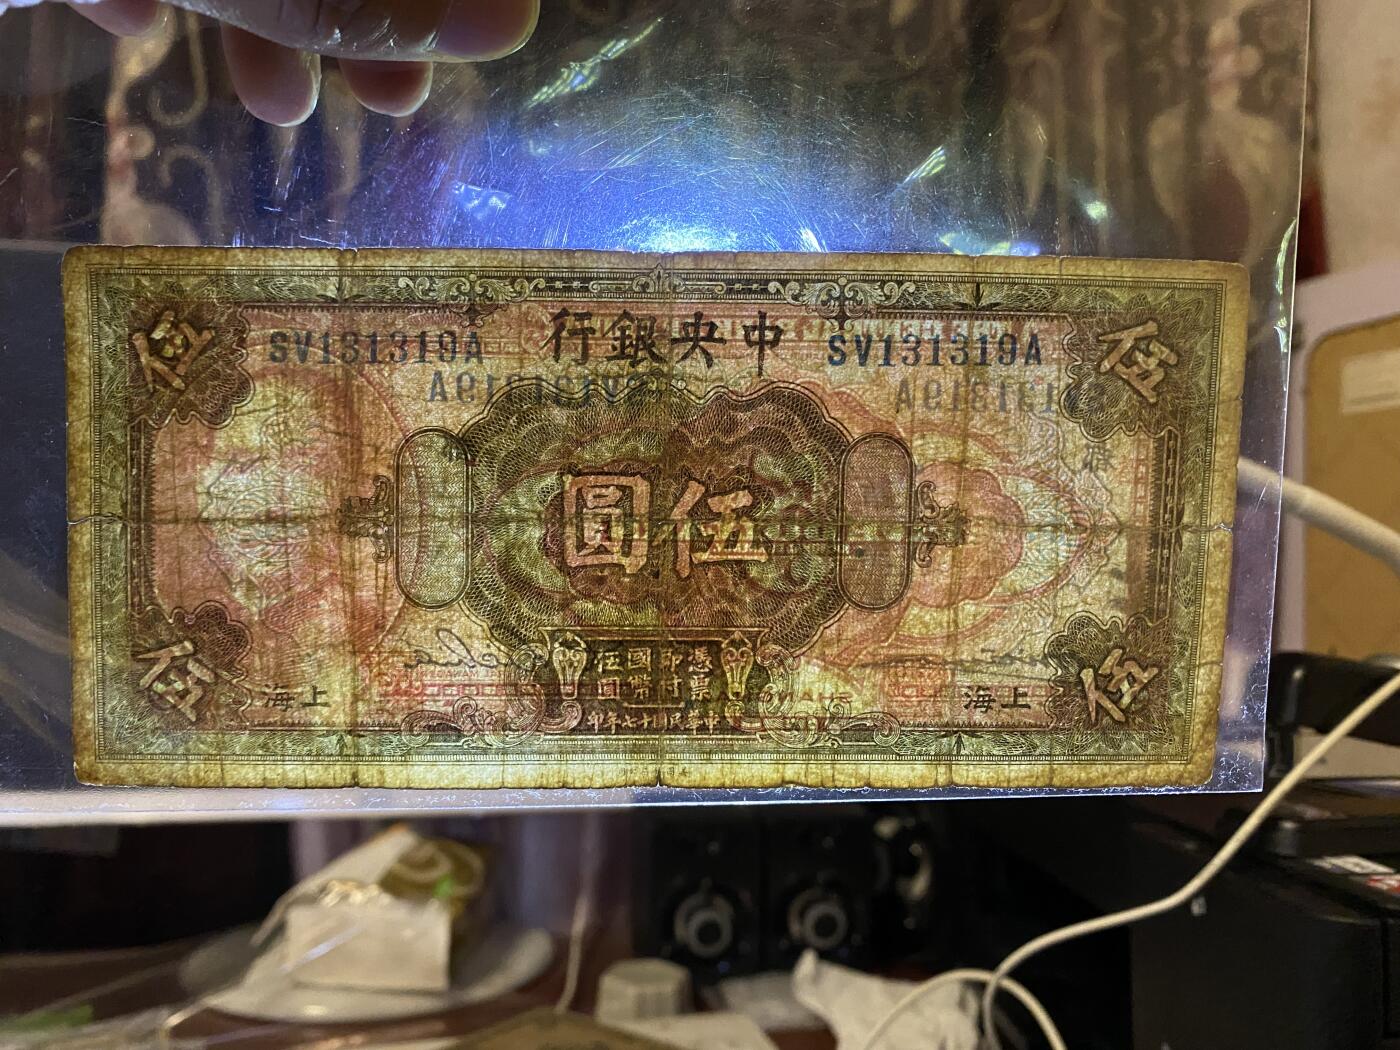 行銀央中
SV131319A SV131319A
伍 伍
圓伍
憑票即付國幣伍圓
印年七十國民華中
伍 伍
海上 海上